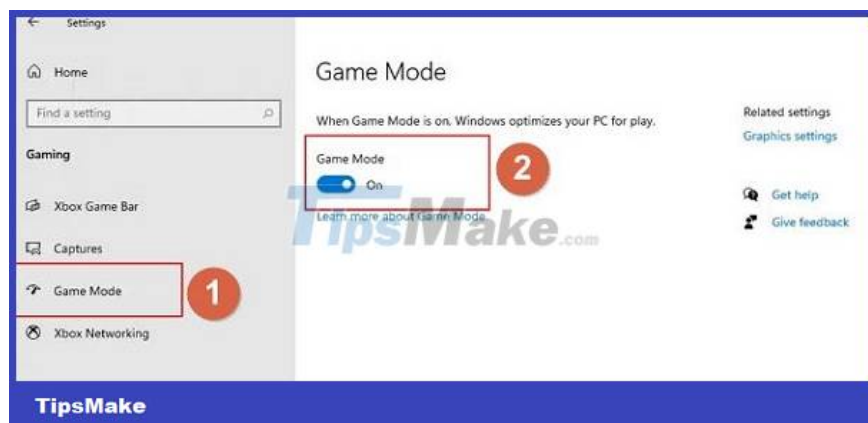 Settings
Home
Find a setting
Gaming
Xbox Game Bar
Captures
Game Mode
1
Xbox Networking
Game Mode
When Game Mode is on, Windows optimizes your PC for play.
Game Mode
On
2
Learn more about Game Mode
TipsMake.com
Related settings
Graphics settings
Get help
Give feedback
TipsMake